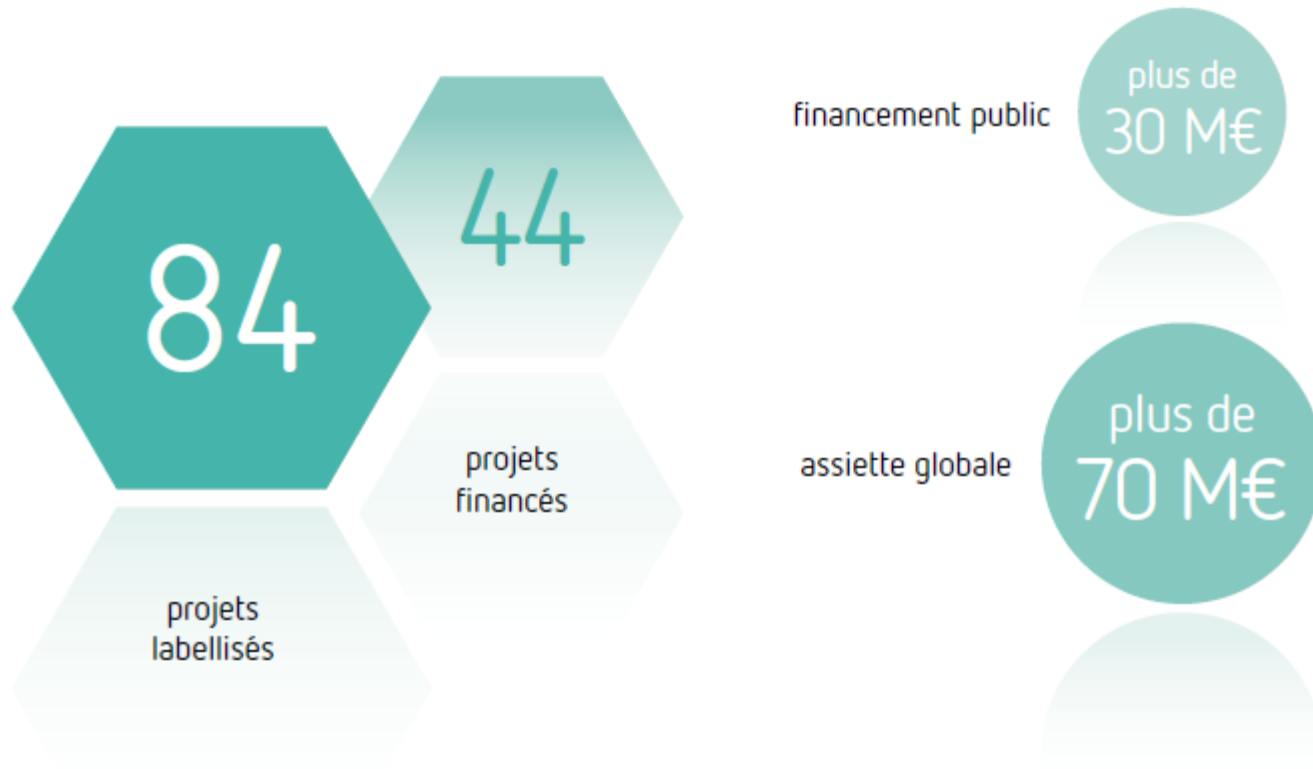 84
projets
labellisés
44
projets
financés
financement public
plus de
30 M€
assiette globale
plus de
70 M€